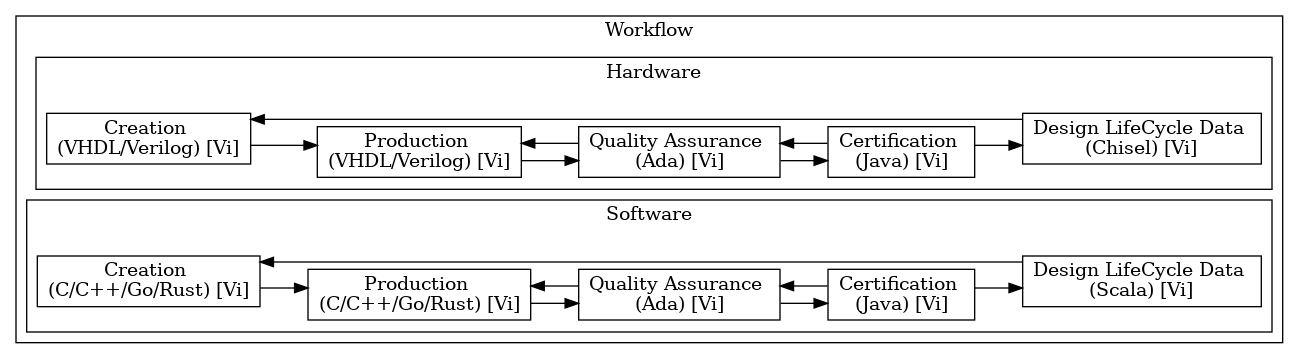 Workflow
Hardware
Creation
(VHDL/Verilog) [Vi]
Production
(VHDL/Verilog) [Vi]
Quality Assurance
(Ada) [Vi]
Certification
(Java) [Vi]
Design LifeCycle Data
(Chisel) [Vi]
Software
Creation
(C/C++/Go/Rust) [Vi]
Production
(C/C++/Go/Rust) [Vi]
Quality Assurance
(Ada) [Vi]
Certification
(Java) [Vi]
Design LifeCycle Data
(Scala) [Vi]